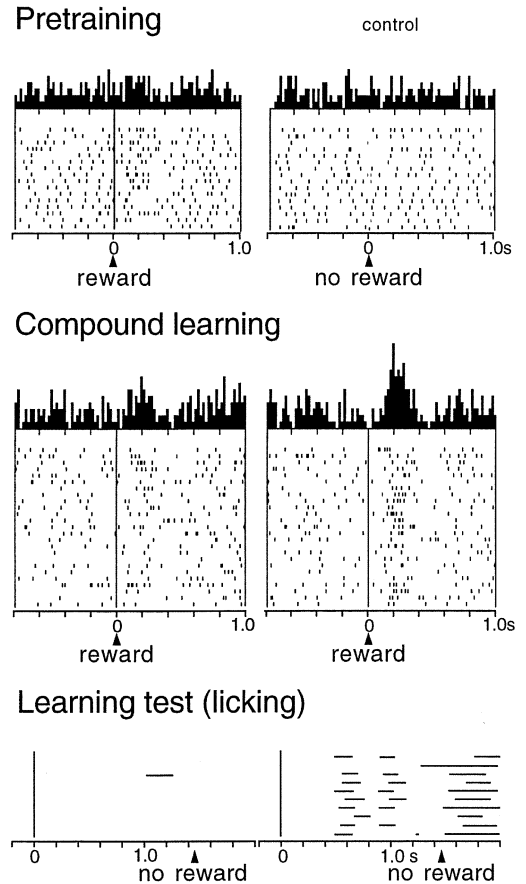 Pretraining control
0 1.0 0 1.0s
reward no reward
Compound learning
0 1.0 0 1.0s
reward reward
Learning test (licking)
0 1.0 0 1.0 s
no reward no reward